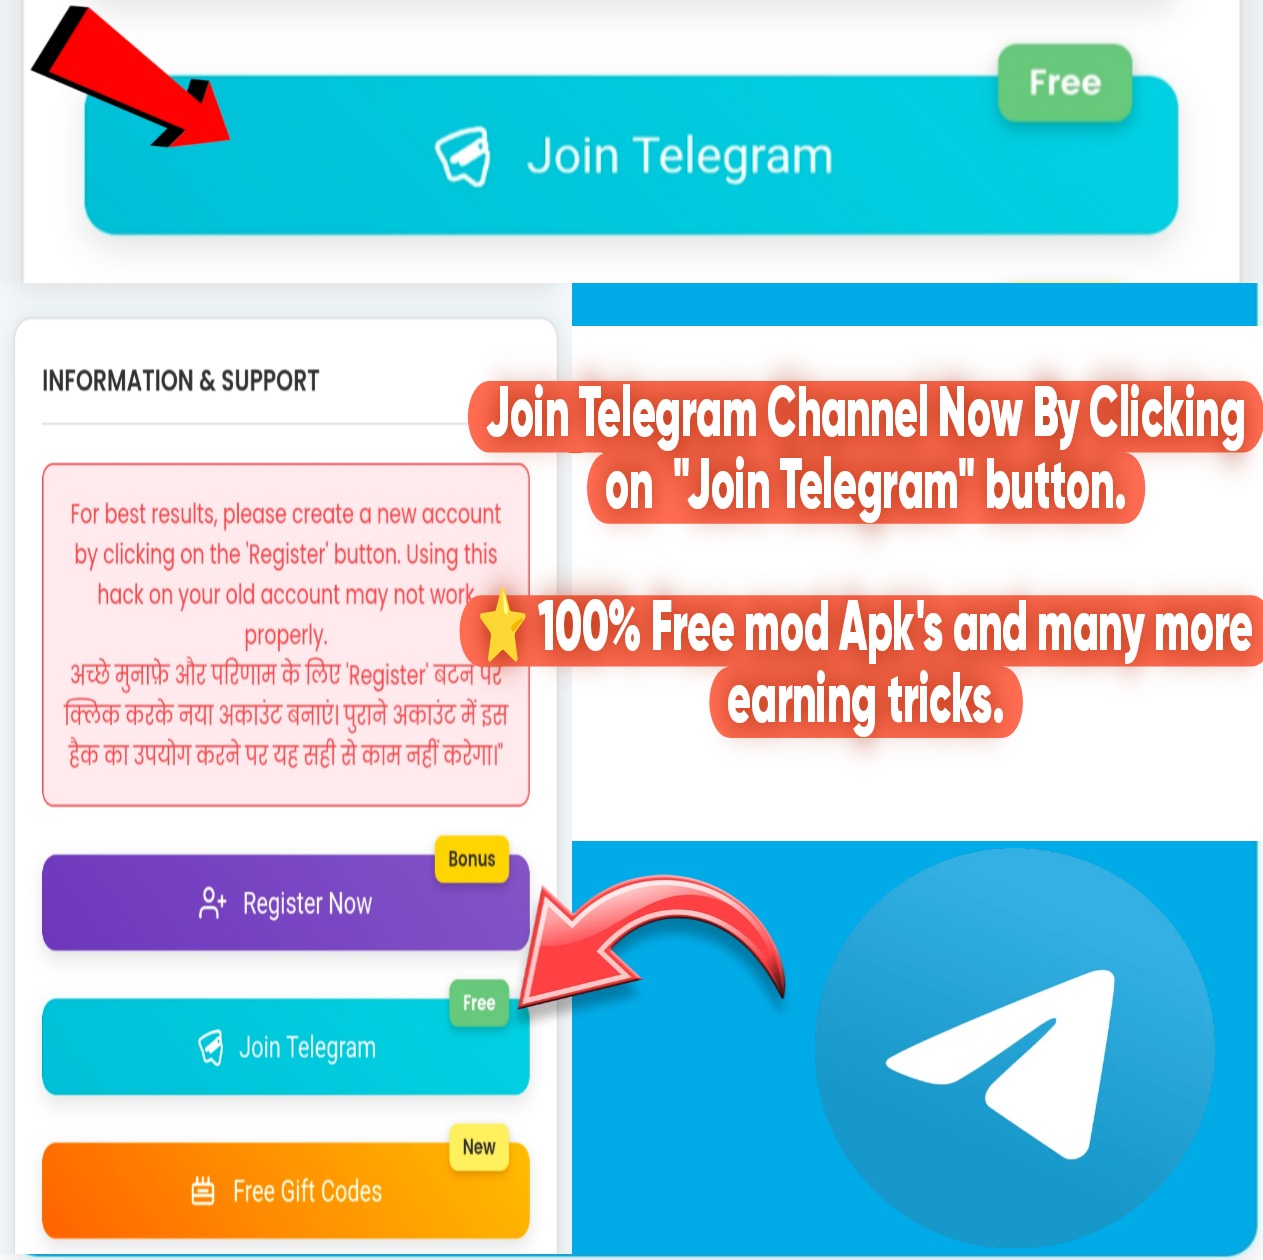 Free
Join Telegram
INFORMATION & SUPPORT
For best results, please create a new account
by clicking on the 'Register' button. Using this
hack on your old account may not work
properly.
अच्छे मुनाफ़े और परिणाम के लिए 'Register' बटन पर
क्लिक करके नया अकाउंट बनाएं। पुराने अकाउंट में इस
हैक का उपयोग करने पर यह सही से काम नहीं करेगा।"
Bonus
Register Now
Free
Join Telegram
New
Free Gift Codes
Join Telegram Channel Now By Clicking
on "Join Telegram" button.
⭐ 100% Free mod Apk's and many more
earning tricks.